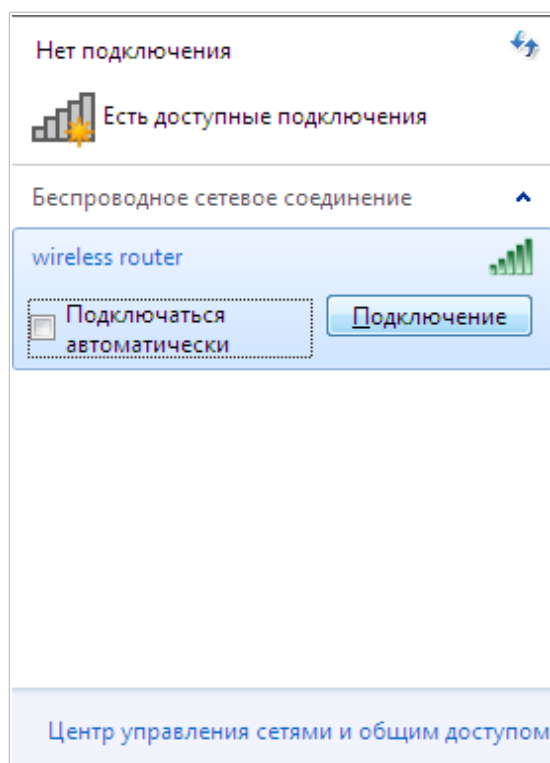 Нет подключения
Есть доступные подключения
Беспроводное сетевое соединение
wireless router
Подключаться
автоматически
Подключение
Центр управления сетями и общим доступом